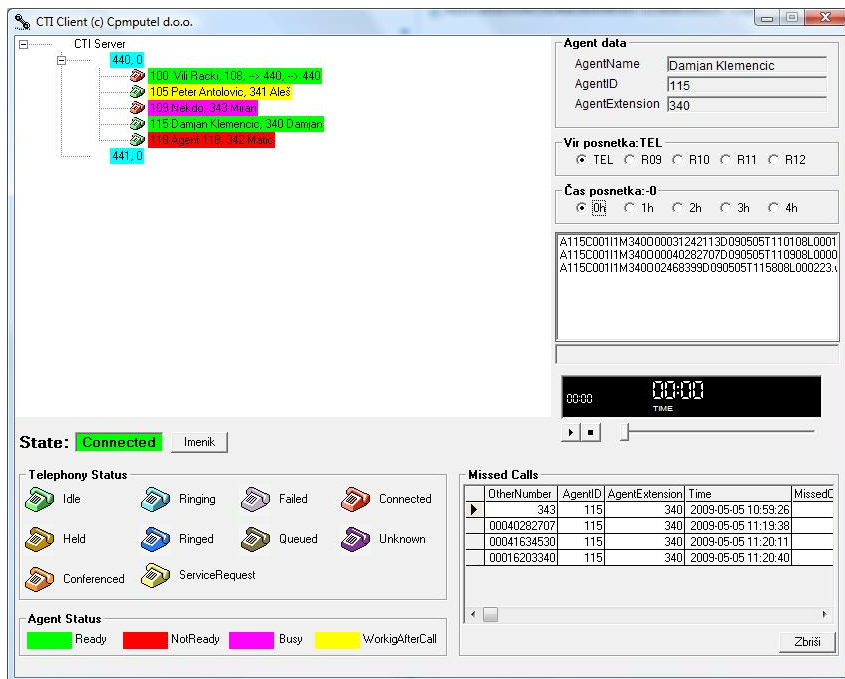 CTI Client (c) Cpmputel d.o.o.
CTI Server
440, 0
100 Vili Racki, 108, --> 440, --> 440
105 Peter Antolovic, 341 Aleš
109 Nekdo, 343 Miran
115 Damjan Klemencic, 340 Damjan
118 Agent 118, 342 Matic
441, 0
Agent data
AgentName Damjan Klemencic
AgentID 115
AgentExtension 340
Vir posnetka:TEL
TEL R09 R10 R11 R12
Čas posnetka:-0
0h 1h 2h 3h 4h
A115C001I1M340O00031242113D090505T110108L0001
A115C001I1M340O00040282707D090505T110908L0000
A115C001I1M340O02468399D090505T115808L000223.
00:00 00:00
TIME
State: Connected Imenik
Telephony Status
Idle Ringing Failed Connected
Held Ringed Queued Unknown
Conferenced ServiceRequest
Agent Status
Ready NotReady Busy WorkigAfterCall
Missed Calls
OtherNumber AgentID AgentExtension Time MissedC
343 115 340 2009-05-05 10:59:26
00040282707 115 340 2009-05-05 11:19:38
00041634530 115 340 2009-05-05 11:20:11
00016203340 115 340 2009-05-05 11:20:40
Zbriši